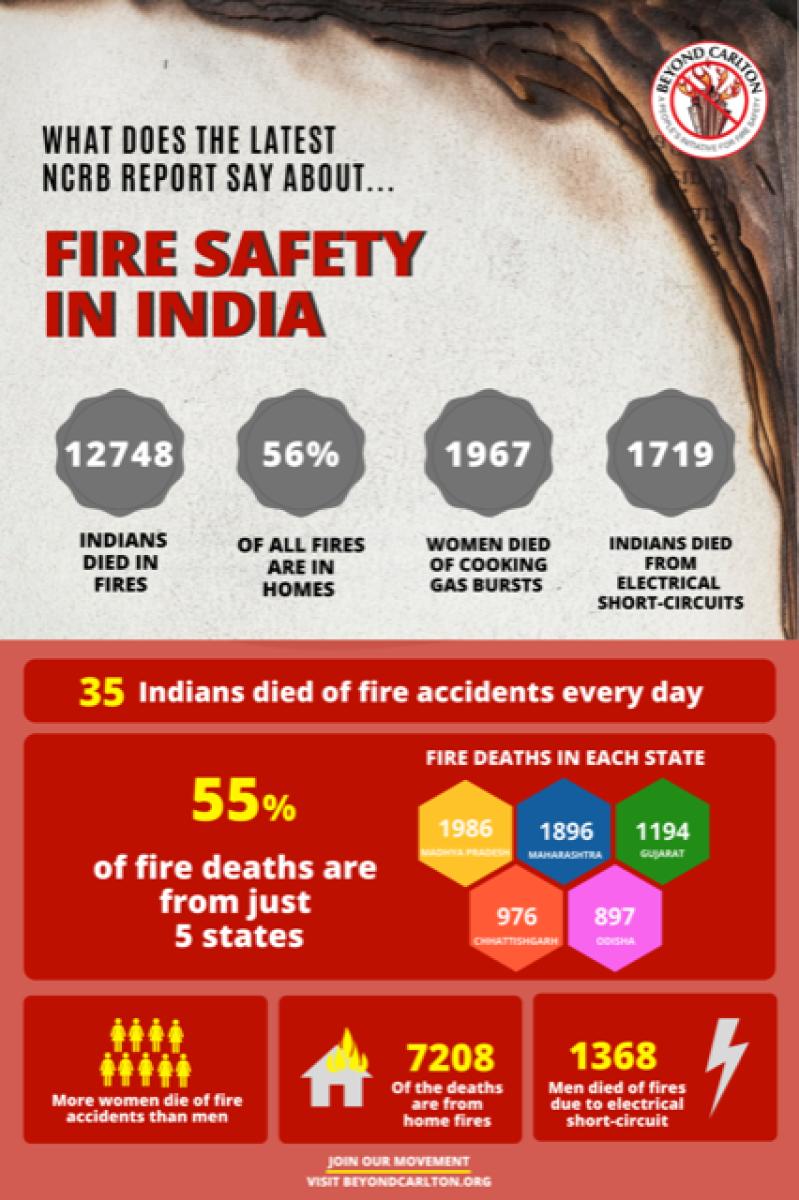 BEYOND CARLTON
PEOPLE'S INITIATIVE FOR FIRE SAFETY
WHAT DOES THE LATEST
NCRB REPORT SAY ABOUT...
FIRE SAFETY
IN INDIA
12748
INDIANS
DIED IN
FIRES
56%
OF ALL FIRES
ARE IN
HOMES
1967
WOMEN DIED
OF COOKING
GAS BURSTS
1719
INDIANS DIED
FROM
ELECTRICAL
SHORT-CIRCUITS
35 Indians died of fire accidents every day
55%
of fire deaths are
from just
5 states
FIRE DEATHS IN EACH STATE
1986
MADHYA PRADESH
1896
MAHARASHTRA
1194
GUJARAT
976
CHHATTISHGARH
897
ODISHA
More women die of fire
accidents than men
7208
Of the deaths
are from
home fires
1368
Men died of fires
due to electrical
short-circuit
JOIN OUR MOVEMENT
VISIT BEYONDCARLTON.ORG